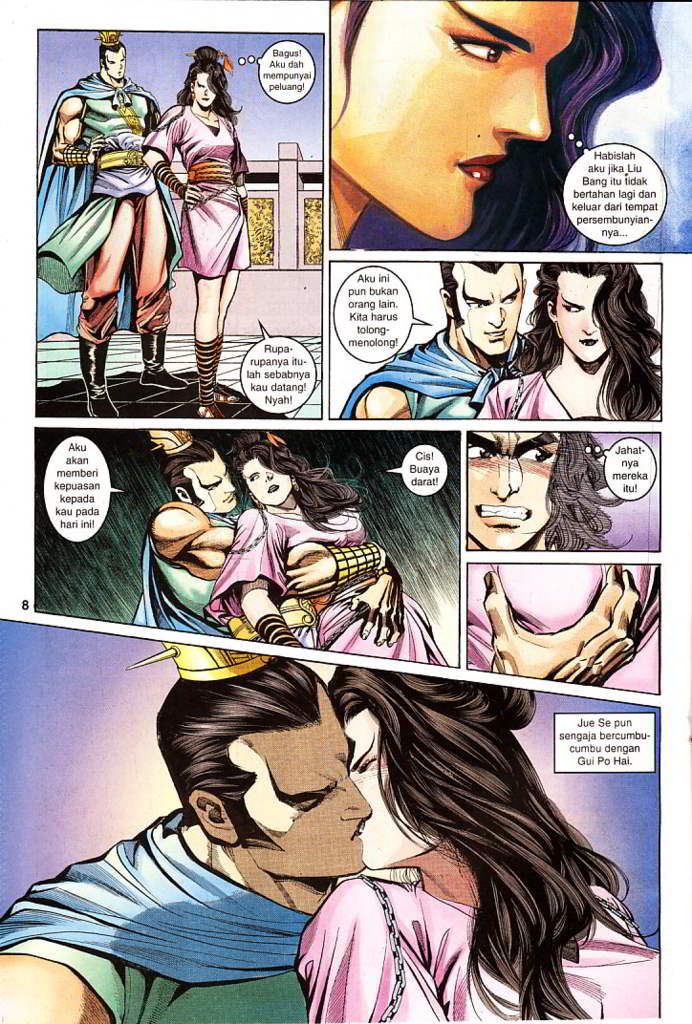 Bagus!
Aku dah
mempunyai
peluang!
Habislah
aku jika Liu
Bang itu tidak
bertahan lagi dan
keluar dari tempat
persembunyian-
nya...
Rupa-
rupanya itu-
lah sebabnya
kau datang!
Nyah!
Aku ini
pun bukan
orang lain.
Kita harus
tolong-
menolong!
Aku
akan
memberi
kepuasan
kepada
kau pada
hari ini!
Cis!
Buaya
darat!
Jahat-
nya
mereka
itu!
8
Jue Se pun
sengaja bercumbu-
cumbu dengan
Gui Po Hai.